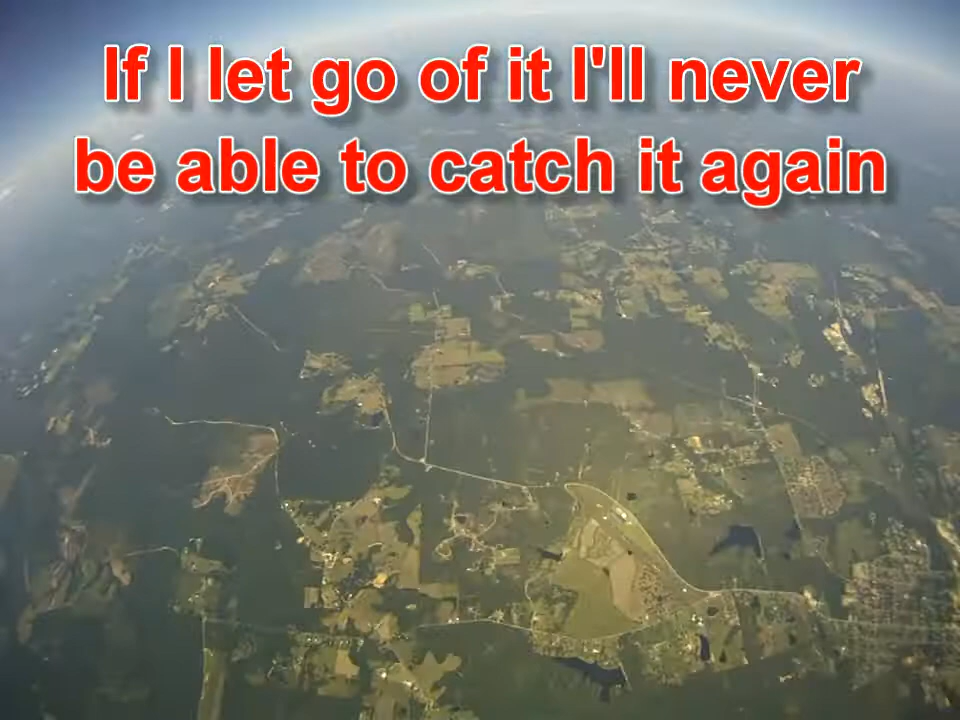 If I let go of it I'll never
be able to catch it again